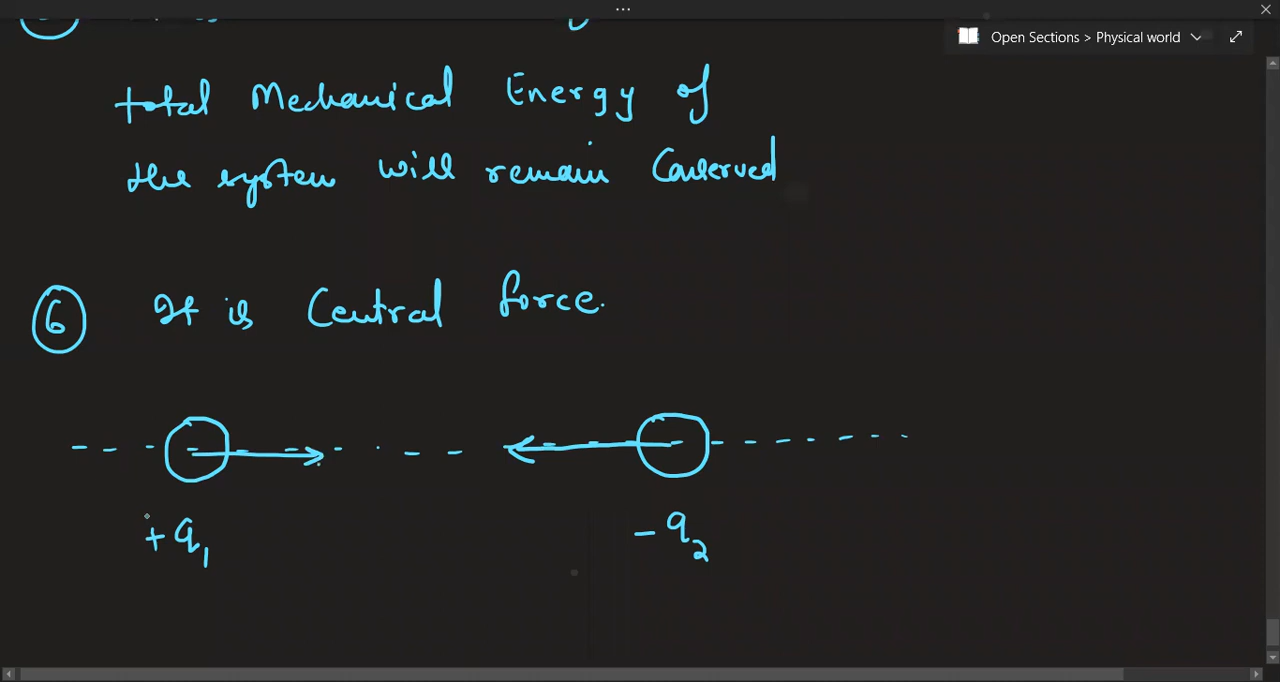 ...
Open Sections > Physical world
total Mechanical Energy of
the system will remain Conserved
6 It is Central force.
+q1
-q2